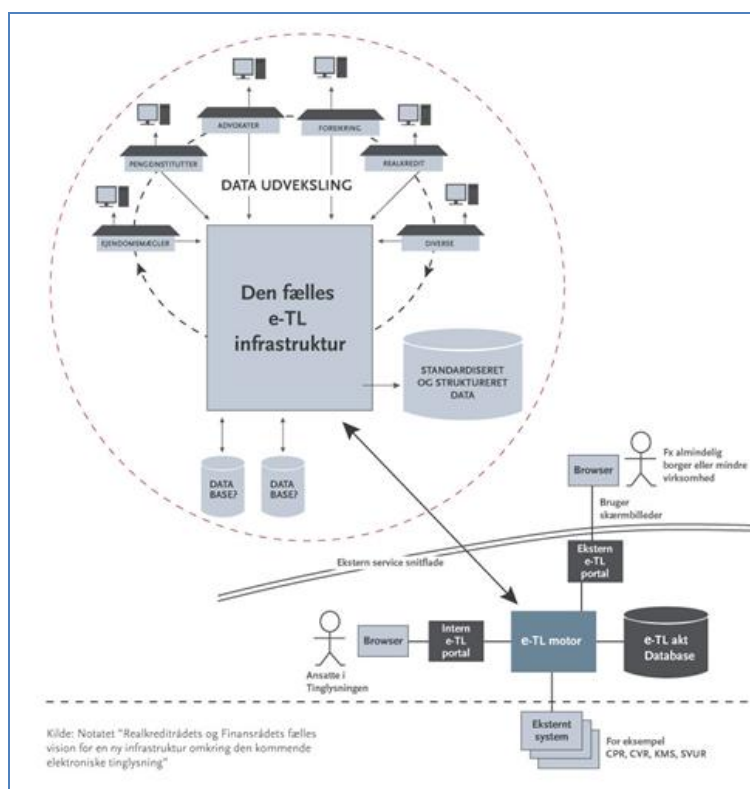 ADVOKATER
FORSIKRING
PENGEINSTITUTTER
REALKREDIT
DATA UDVEKSLING
EJENDOMSMÆGLER
DIVERSE
Den fælles
e-TL
infrastruktur
STANDARDISERET
OG STRUKTURERET
DATA
DATA
BASE?
DATA
BASE?
Browser
Fx almindelig
borger eller mindre
virksomhed
Bruger
skærmbilleder
Ekstern service snitflade
Ekstern
e-TL
portal
Browser
Intern
e-TL
portal
e-TL motor
e-TL akt
Database
Ansatte i
Tinglysningen
Eksternt
system
For eksempel
CPR, CVR, KMS, SVUR
Kilde: Notatet "Realkreditrådets og Finansrådets fælles
vision for en ny infrastruktur omkring den kommende
elektroniske tinglysning"